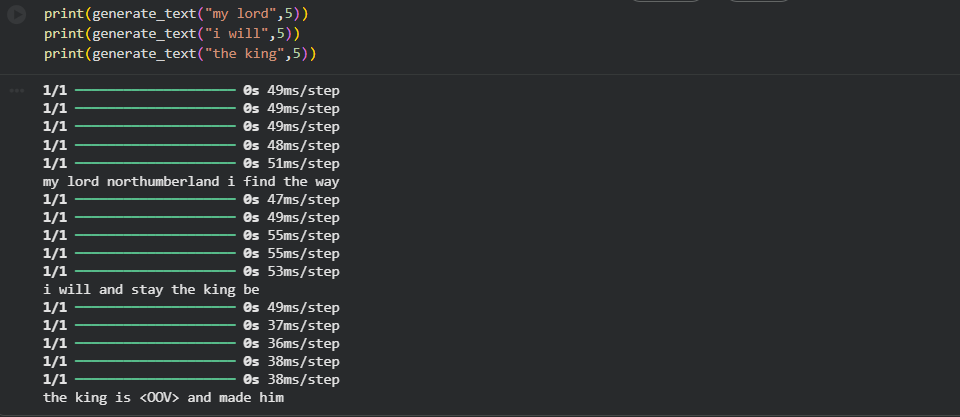 print(generate_text("my lord",5))
print(generate_text("i will",5))
print(generate_text("the king",5))
1/1 0s 49ms/step
1/1 0s 49ms/step
1/1 0s 49ms/step
1/1 0s 48ms/step
1/1 0s 51ms/step
my lord northumberland i find the way
1/1 0s 47ms/step
1/1 0s 49ms/step
1/1 0s 55ms/step
1/1 0s 55ms/step
1/1 0s 53ms/step
i will and stay the king be
1/1 0s 49ms/step
1/1 0s 37ms/step
1/1 0s 36ms/step
1/1 0s 38ms/step
1/1 0s 38ms/step
the king is <OOV> and made him